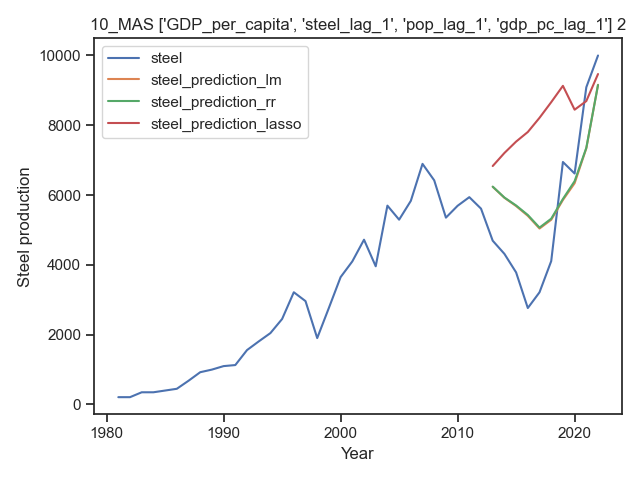 10_MAS ['GDP_per_capita', 'steel_lag_1', 'pop_lag_1', 'gdp_pc_lag_1'] 2
steel
steel_prediction_lm
steel_prediction_rr
steel_prediction_lasso
10000
8000
6000
4000
2000
0
Steel production
1980
1990
2000
2010
2020
Year